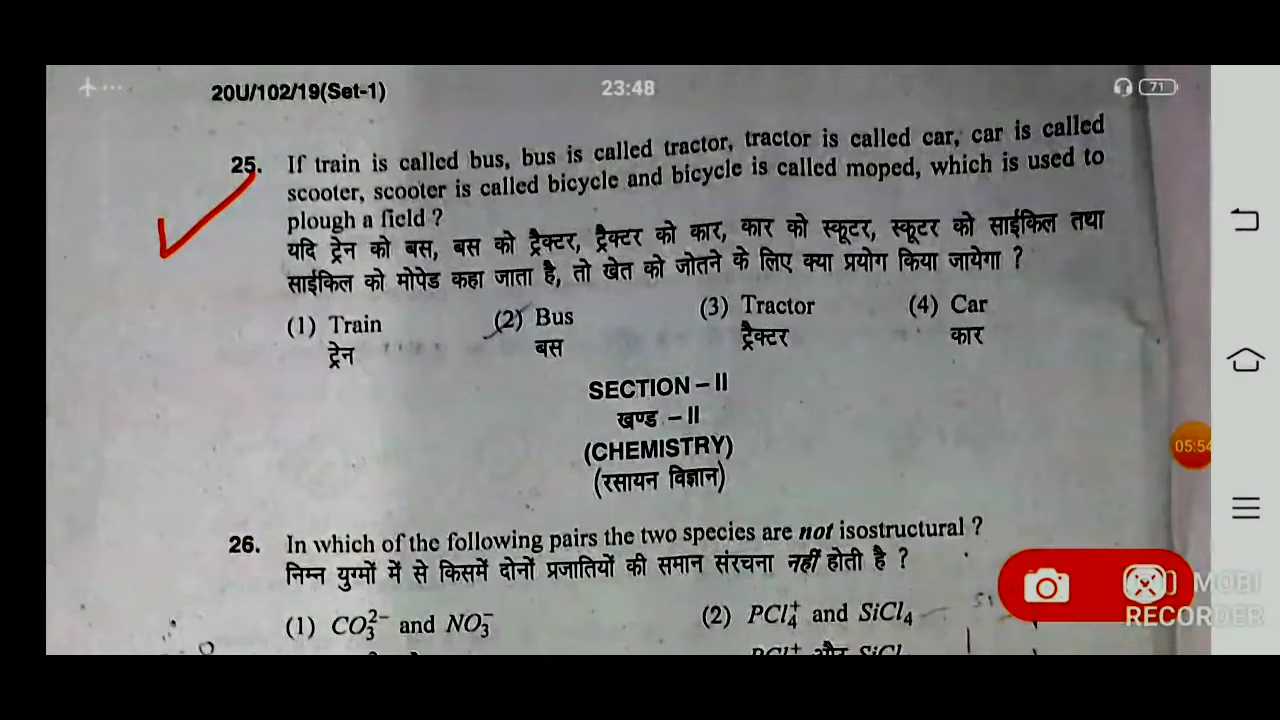 20U/102/19(Set-1)
23:48
71
25. If train is called bus, bus is called tractor, tractor is called car, car is called
scooter, scooter is called bicycle and bicycle is called moped, which is used to
plough a field ?
यदि ट्रेन को बस, बस को ट्रैक्टर, ट्रैक्टर को कार, कार को स्कूटर, स्कूटर को साईकिल तथा
साईकिल को मोपेड कहा जाता है, तो खेत को जोतने के लिए क्या प्रयोग किया जायेगा ?
(1) Train (2) Bus (3) Tractor (4) Car
ट्रेन बस ट्रैक्टर कार
SECTION – II
खण्ड – II
(CHEMISTRY)
(रसायन विज्ञान)
05:54
26. In which of the following pairs the two species are not isostructural ?
निम्न युग्मों में से किसमें दोनों प्रजातियों की समान संरचना नहीं होती है ?
MOBI
RECORDER
(1) CO₃²⁻ and NO₃⁻ (2) PCl₄⁺ and SiCl₄
PCl₄⁺ और SiCl